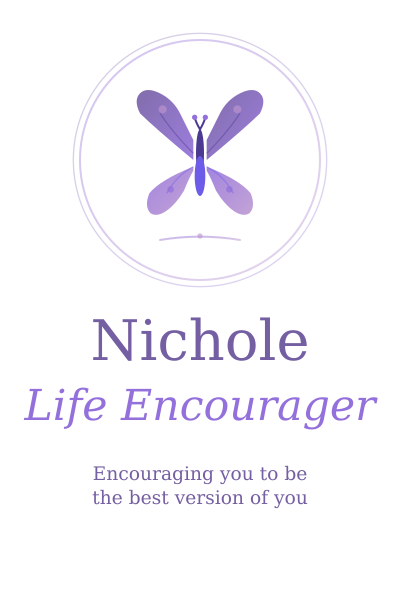 Nichole
Life Encourager
Encouraging you to be
the best version of you